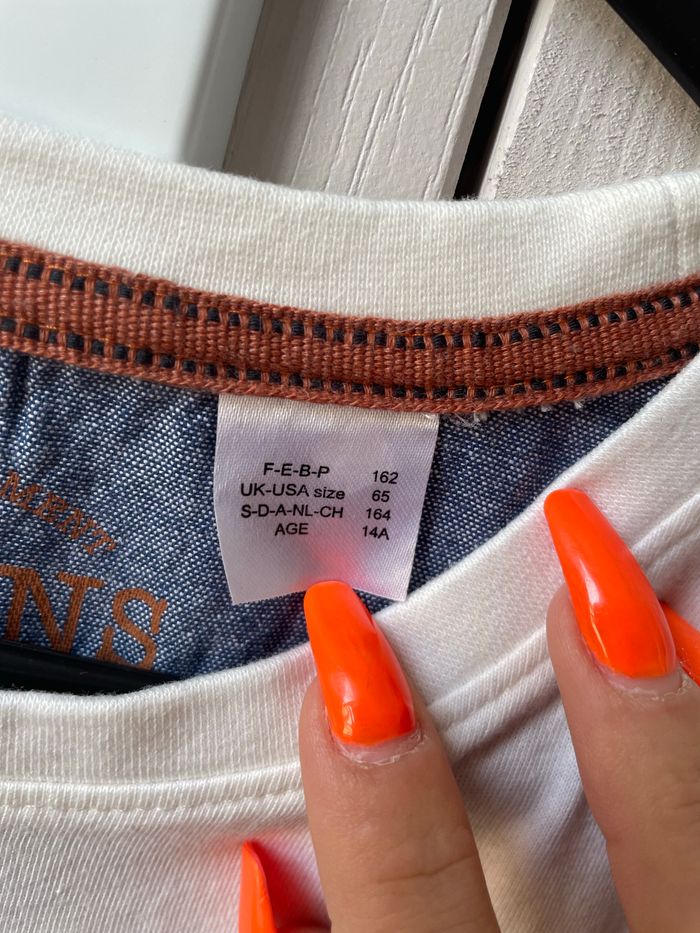 F-E-B-P 162
UK-USA size 65
S-D-A-NL-CH 164
AGE 14A
MENT
NS